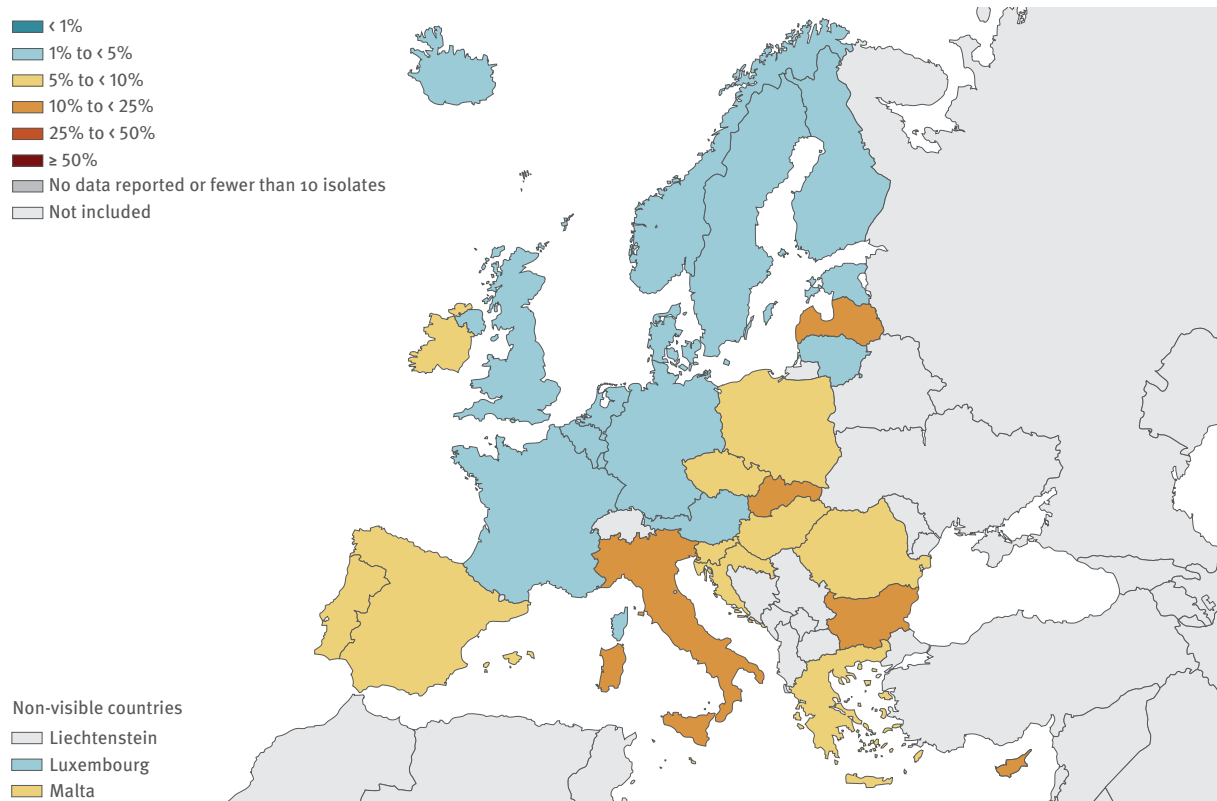 < 1%
1% to < 5%
5% to < 10%
10% to < 25%
25% to < 50%
≥ 50%
No data reported or fewer than 10 isolates
Not included
Non-visible countries
Liechtenstein
Luxembourg
Malta